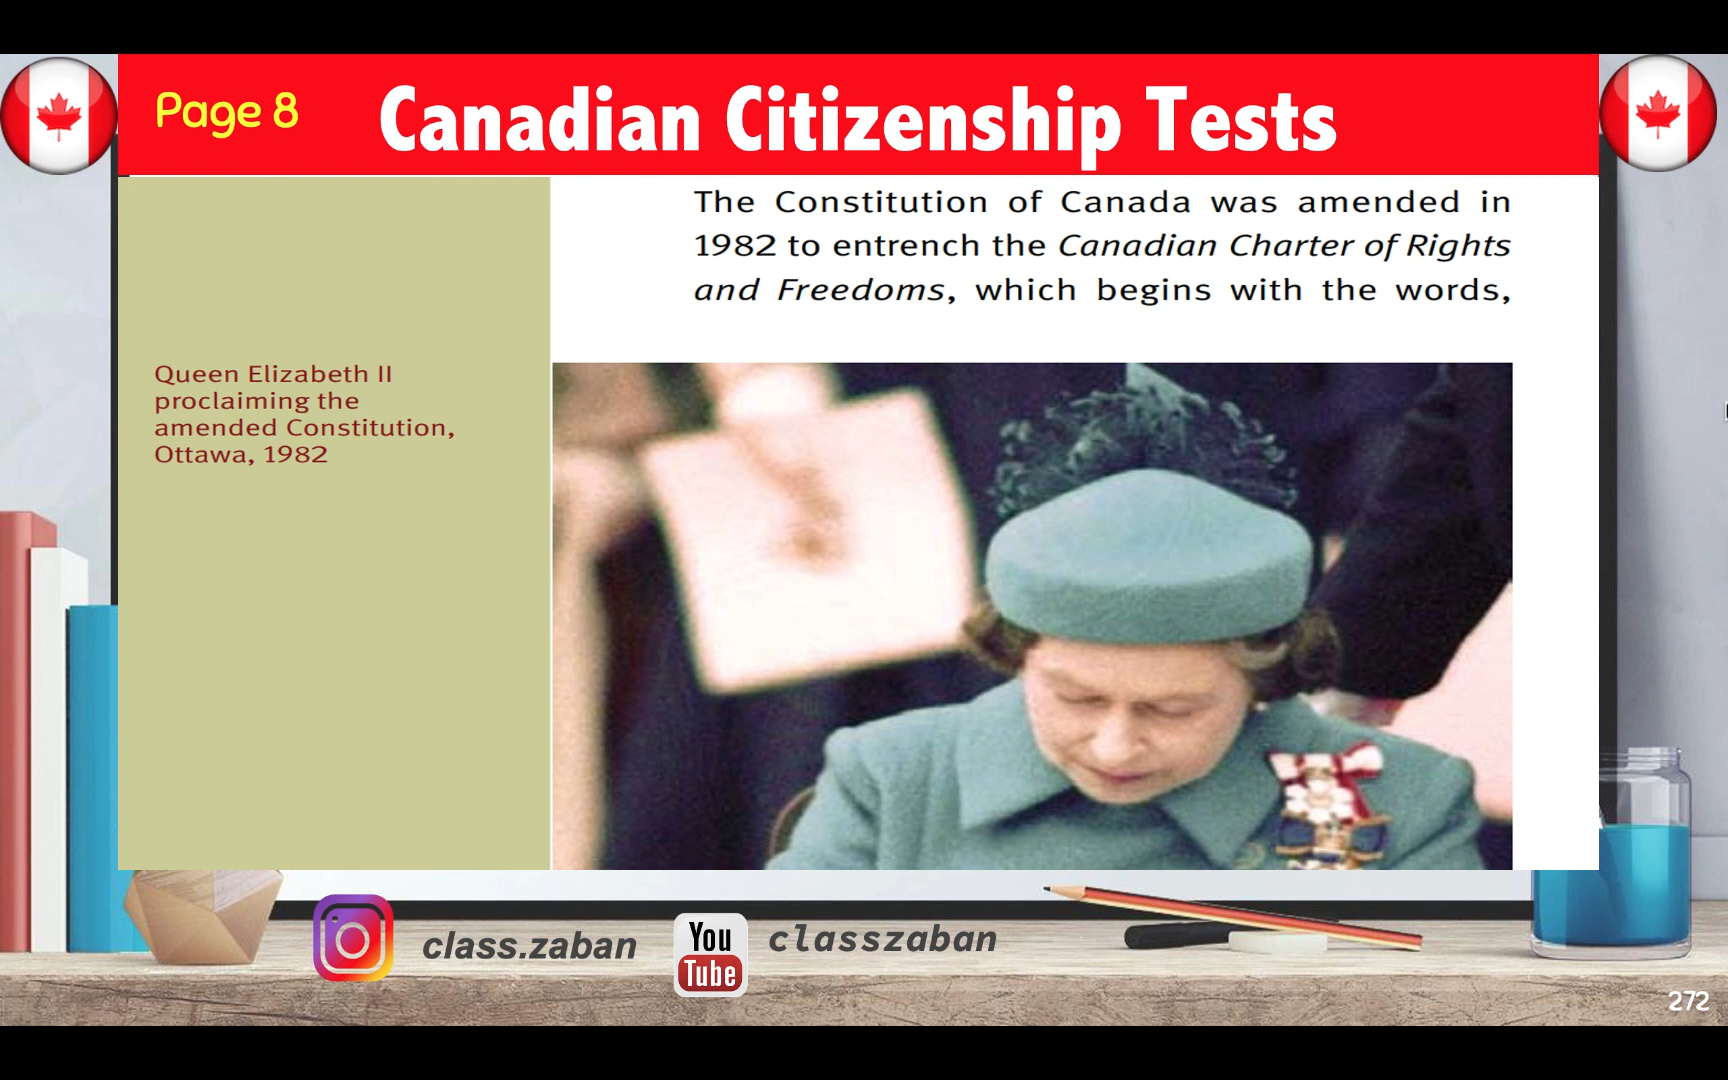 Page 8
Canadian Citizenship Tests
The Constitution of Canada was amended in
1982 to entrench the Canadian Charter of Rights
and Freedoms, which begins with the words,
Queen Elizabeth II
proclaiming the
amended Constitution,
Ottawa, 1982
class.zaban
You
Tube
classzaban
272